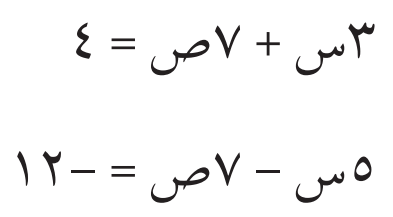 ٣س + ٧ص = ٤
٥س − ٧ص = −١٢